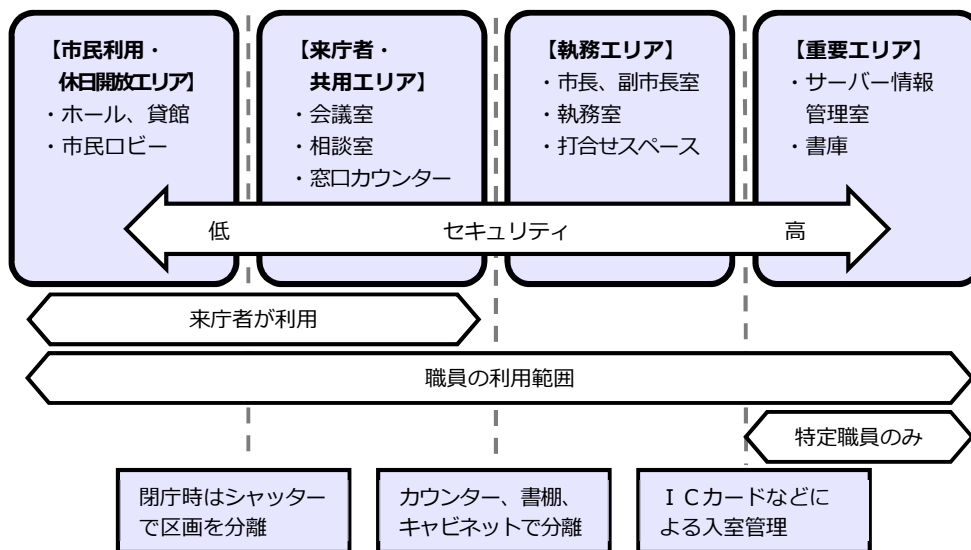 【市民利用・
休日開放エリア】
・ホール、貸館
・市民ロビー
【来庁者・
共用エリア】
・会議室
・相談室
・窓口カウンター
【執務エリア】
・市長、副市長室
・執務室
・打合せスペース
【重要エリア】
・サーバー情報
管理室
・書庫
低 セキュリティ 高
来庁者が利用
職員の利用範囲
特定職員のみ
閉庁時はシャッター
で区画を分離
カウンター、書棚、
キャビネットで分離
ＩＣカードなどに
よる入室管理